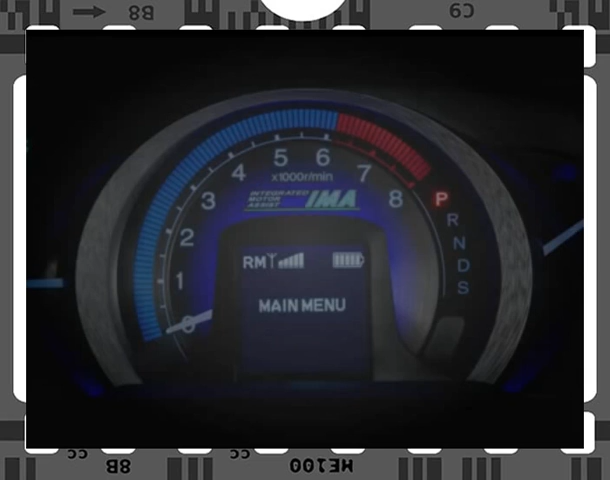 B8
C9
5 6
4 7
x1000r/min
3 8
INTEGRATED
MOTOR
ASSIST
IMA
P
R
2
N
D
RM
1
S
MAIN MENU
0
CC
CC
8B
ME100